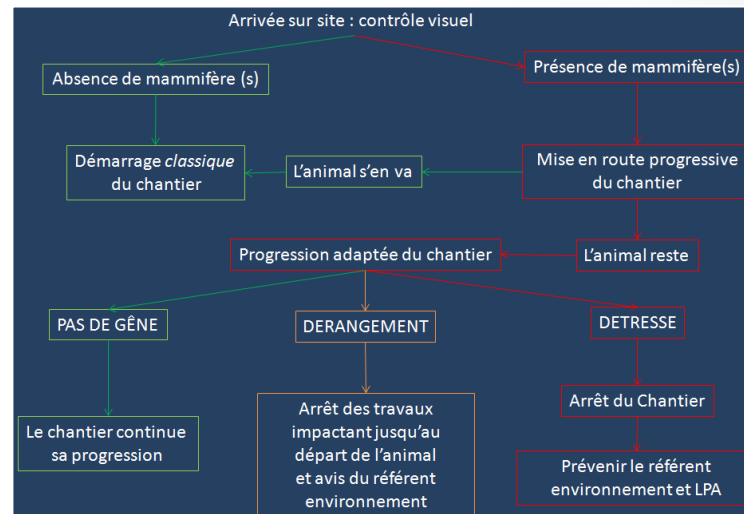 Arrivée sur site : contrôle visuel
Absence de mammifère (s)
Présence de mammifère(s)
Démarrage classique
du chantier
L'animal s'en va
Mise en route progressive
du chantier
Progression adaptée du chantier
L'animal reste
PAS DE GÊNE
DERANGEMENT
DETRESSE
Le chantier continue
sa progression
Arrêt des travaux
impactant jusqu'au
départ de l'animal
et avis du référent
environnement
Arrêt du Chantier
Prévenir le référent
environnement et LPA